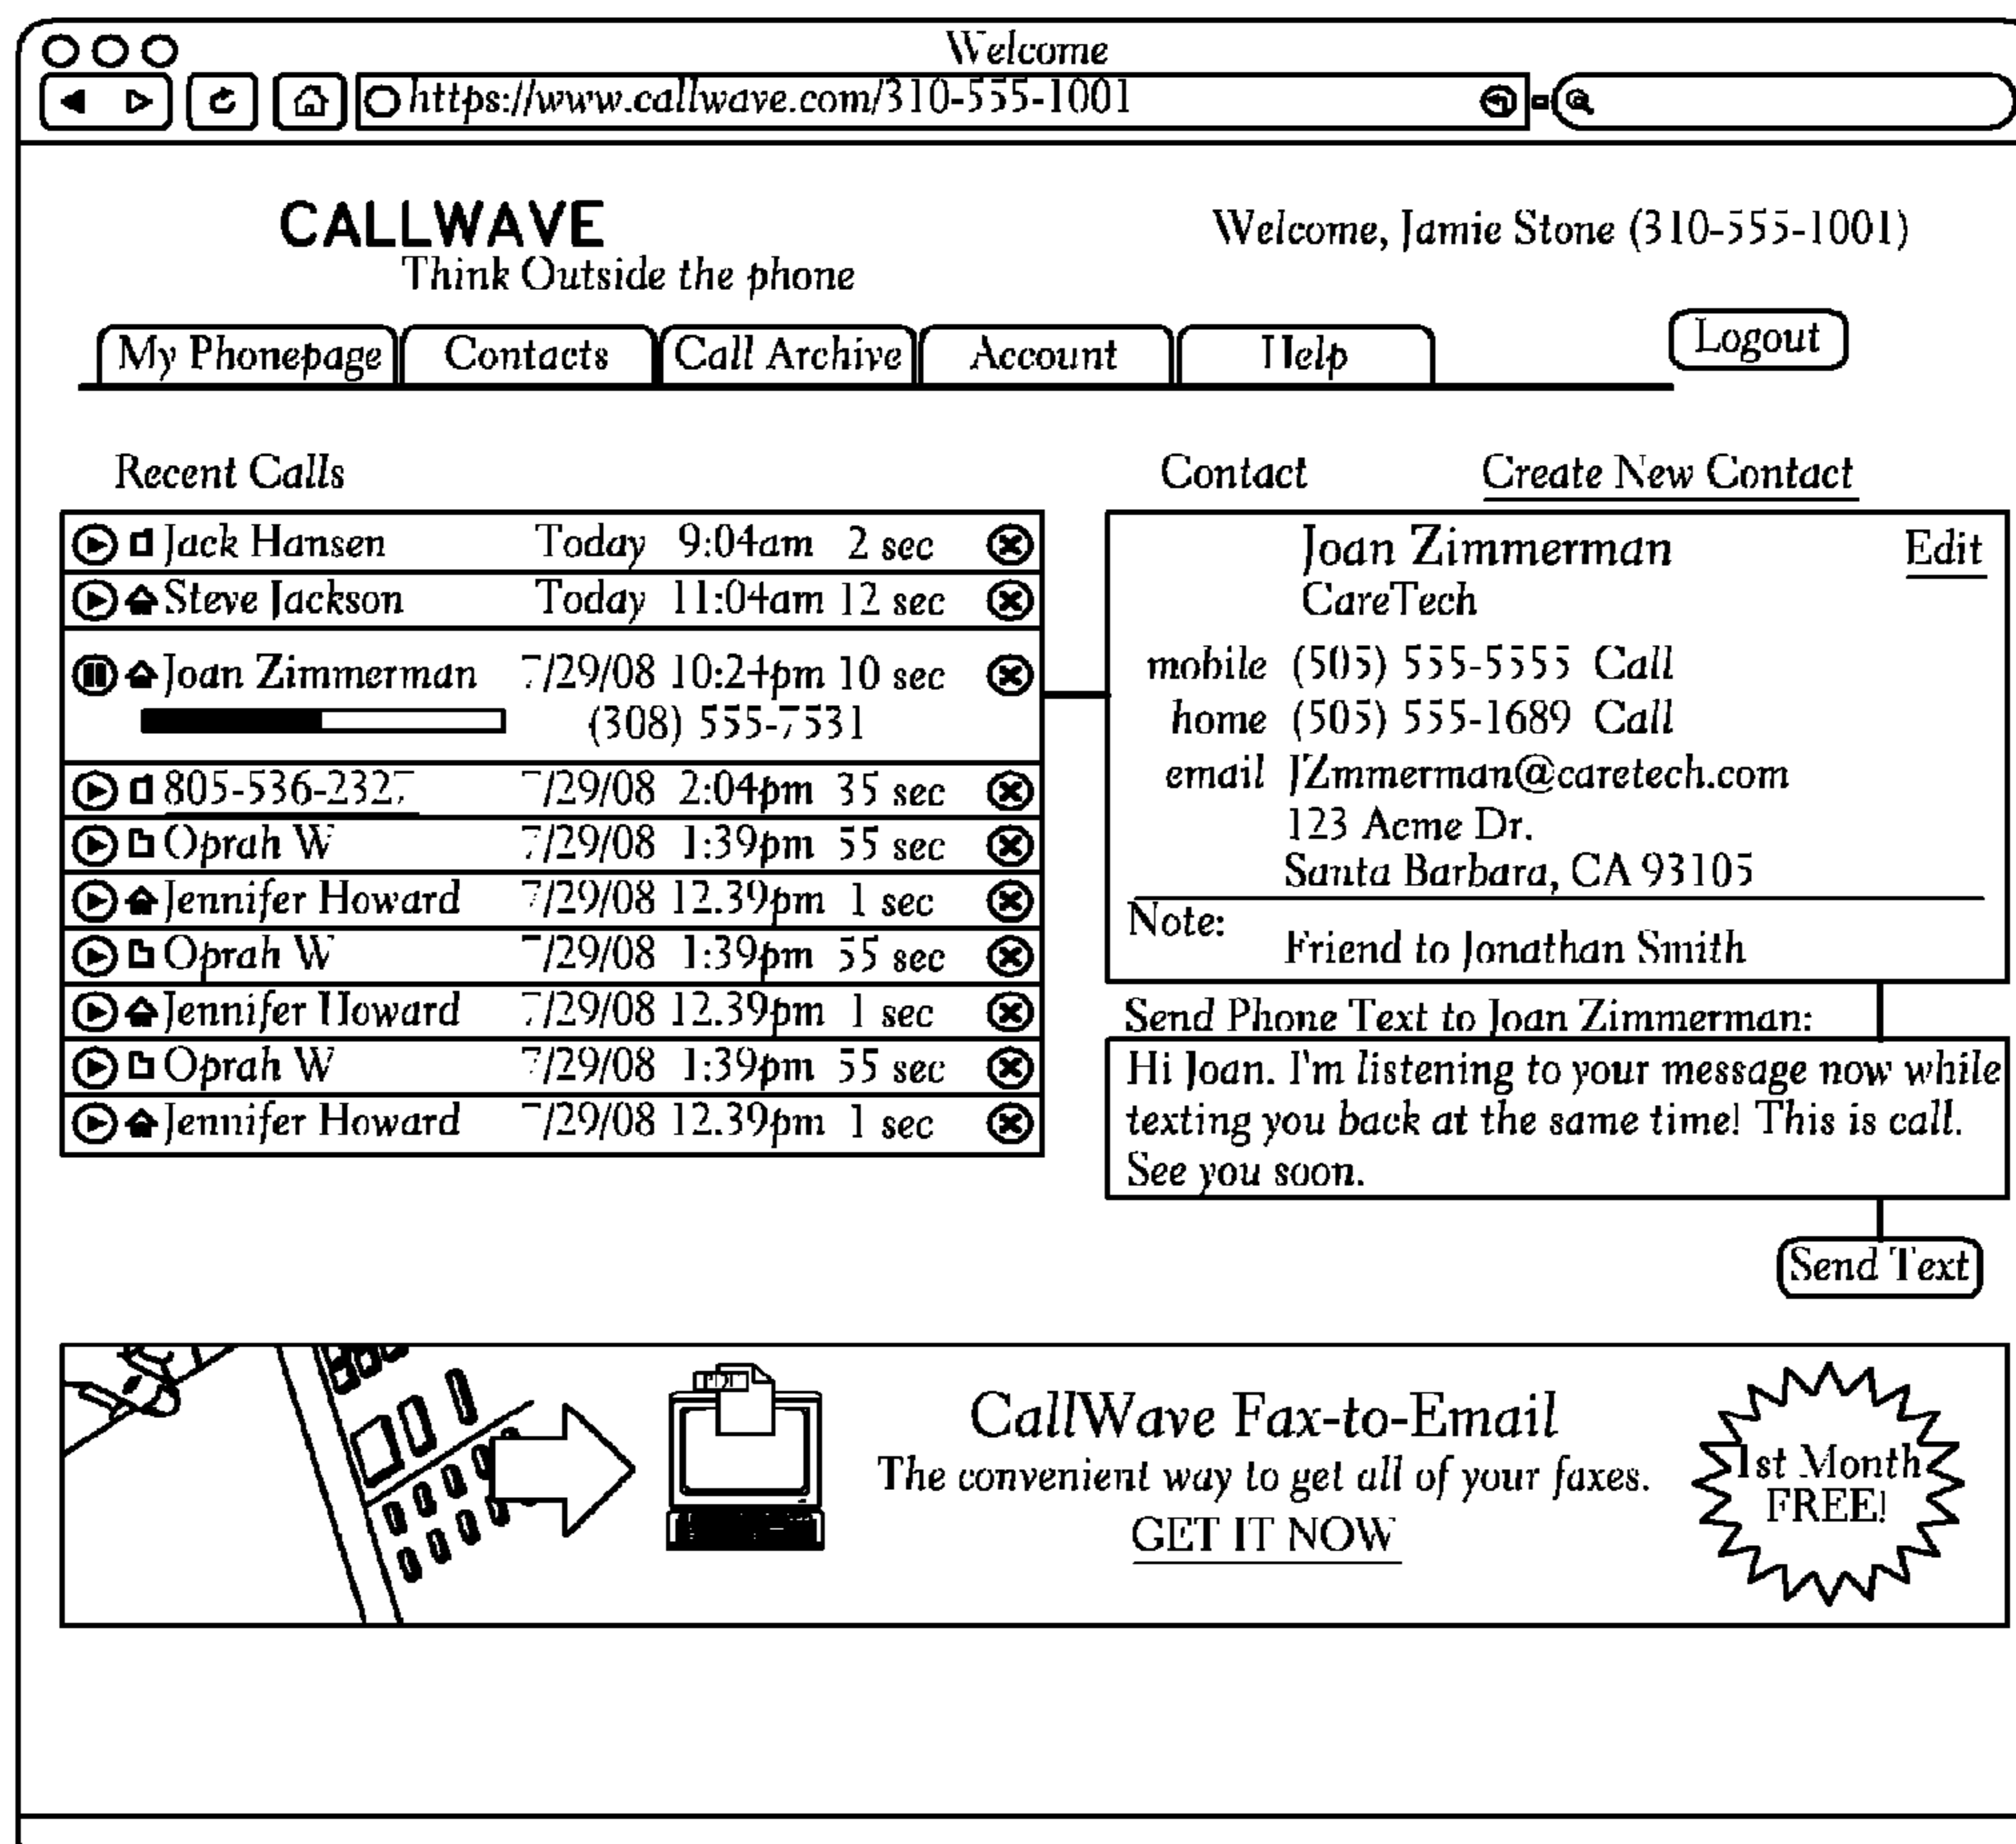 Welcome
https://www.callwave.com/310-555-1001
CALLWAVE
Think Outside the phone
Welcome, Jamie Stone (310-555-1001)
My Phonepage Contacts Call Archive Account Help Logout
Recent Calls
Jack Hansen Today 9:04am 2 sec
Steve Jackson Today 11:04am 12 sec
Joan Zimmerman 7/29/08 10:24pm 10 sec
(308) 555-7531
805-536-2327 7/29/08 2:04pm 35 sec
Oprah W 7/29/08 1:39pm 55 sec
Jennifer Howard 7/29/08 12.39pm 1 sec
Oprah W 7/29/08 1:39pm 55 sec
Jennifer Howard 7/29/08 12.39pm 1 sec
Oprah W 7/29/08 1:39pm 55 sec
Jennifer Howard 7/29/08 12.39pm 1 sec
Contact Create New Contact
Joan Zimmerman Edit
CareTech
mobile (505) 555-5555 Call
home (505) 555-1689 Call
email JZmmerman@caretech.com
123 Acme Dr.
Santa Barbara, CA 93105
Note:
Friend to Jonathan Smith
Send Phone Text to Joan Zimmerman:
Hi Joan. I'm listening to your message now while
texting you back at the same time! This is call.
See you soon.
Send Text
CallWave Fax-to-Email
The convenient way to get all of your faxes.
GET IT NOW
1st Month
FREE!